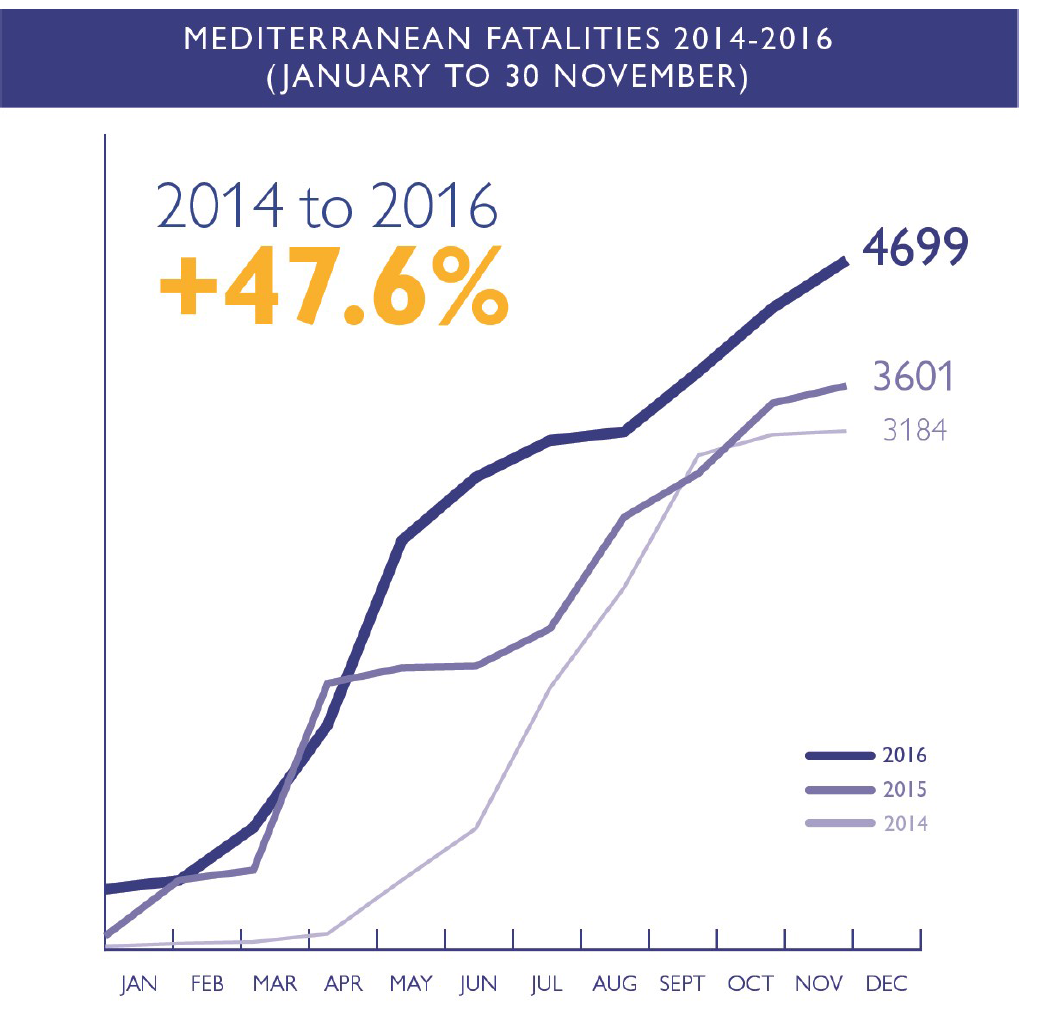 MEDITERRANEAN FATALITIES 2014-2016
(JANUARY TO 30 NOVEMBER)
2014 to 2016
+47.6%
4699
3601
3184
2016
2015
2014
JAN FEB MAR APR MAY JUN JUL AUG SEPT OCT NOV DEC